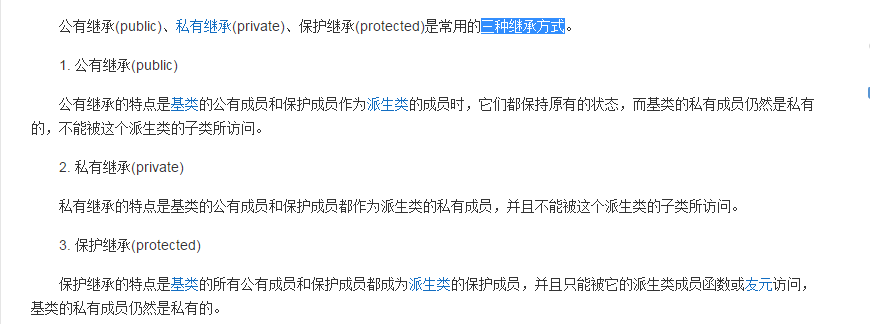 公有继承(public)、私有继承(private)、保护继承(protected)是常用的三种继承方式。
1. 公有继承(public)
公有继承的特点是基类的公有成员和保护成员作为派生类的成员时，它们都保持原有的状态，而基类的私有成员仍然是私有
的，不能被这个派生类的子类所访问。
2. 私有继承(private)
私有继承的特点是基类的公有成员和保护成员都作为派生类的私有成员，并且不能被这个派生类的子类所访问。
3. 保护继承(protected)
保护继承的特点是基类的所有公有成员和保护成员都成为派生类的保护成员，并且只能被它的派生类成员函数或友元访问，
基类的私有成员仍然是私有的。